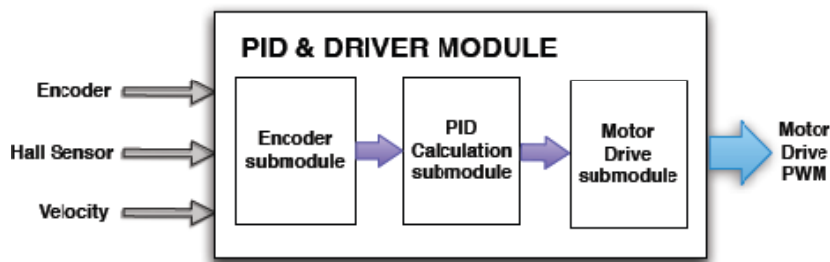 PID & DRIVER MODULE
Encoder
Hall Sensor
Velocity
Encoder
submodule
PID
Calculation
submodule
Motor
Drive
submodule
Motor
Drive
PWM